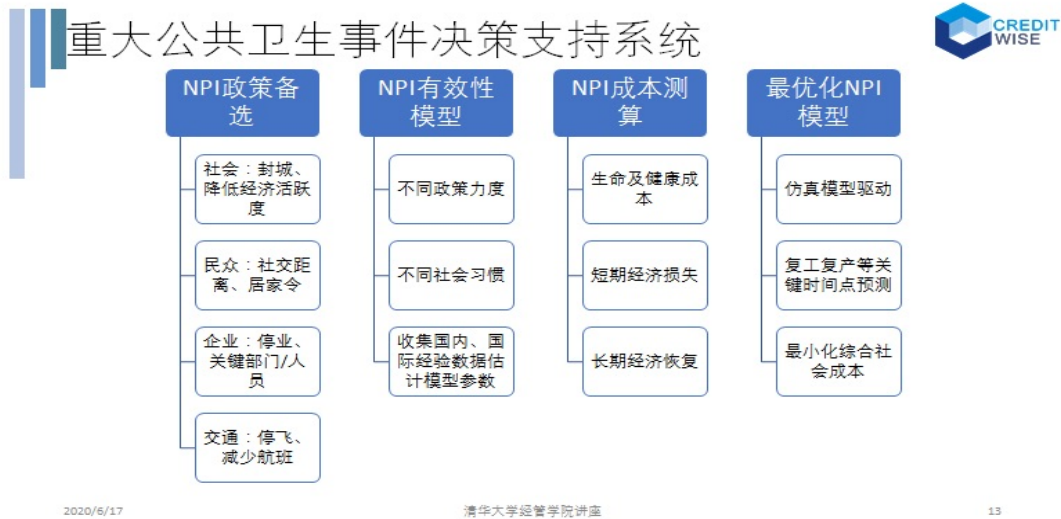 重大公共卫生事件决策支持系统
CREDIT
WISE
NPI政策备
选
社会：封城、
降低经济活跃
度
民众：社交距
离、居家令
企业：停业、
关键部门/人
员
交通：停飞、
减少航班
NPI有效性
模型
不同政策力度
不同社会习惯
收集国内、国
际经验数据估
计模型参数
NPI成本测
算
生命及健康成
本
短期经济损失
长期经济恢复
最优化NPI
模型
仿真模型驱动
复工复产等关
键时间点预测
最小化综合社
会成本
2020/6/17
清华大学经管学院讲座
13